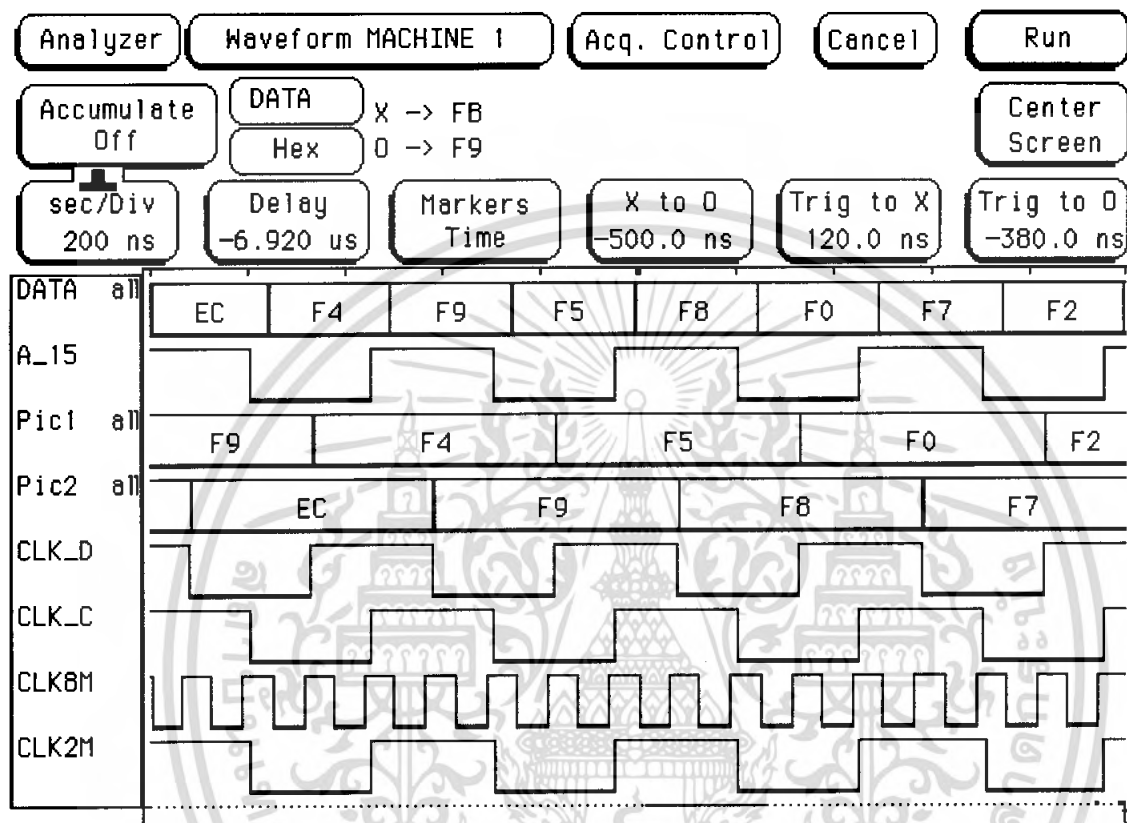 Analyzer Waveform MACHINE 1 Acq. Control Cancel Run
Accumulate Off
DATA X -> FB
Hex O -> F9
Center Screen
sec/Div 200 ns
Delay -6.920 us
Markers Time
X to O -500.0 ns
Trig to X 120.0 ns
Trig to O -380.0 ns
DATA all EC F4 F9 F5 F8 F0 F7 F2
A_15
Pic1 all F9 F4 F5 F0 F2
Pic2 all EC F9 F8 F7
CLK_D
CLK_C
CLK8M
CLK2M